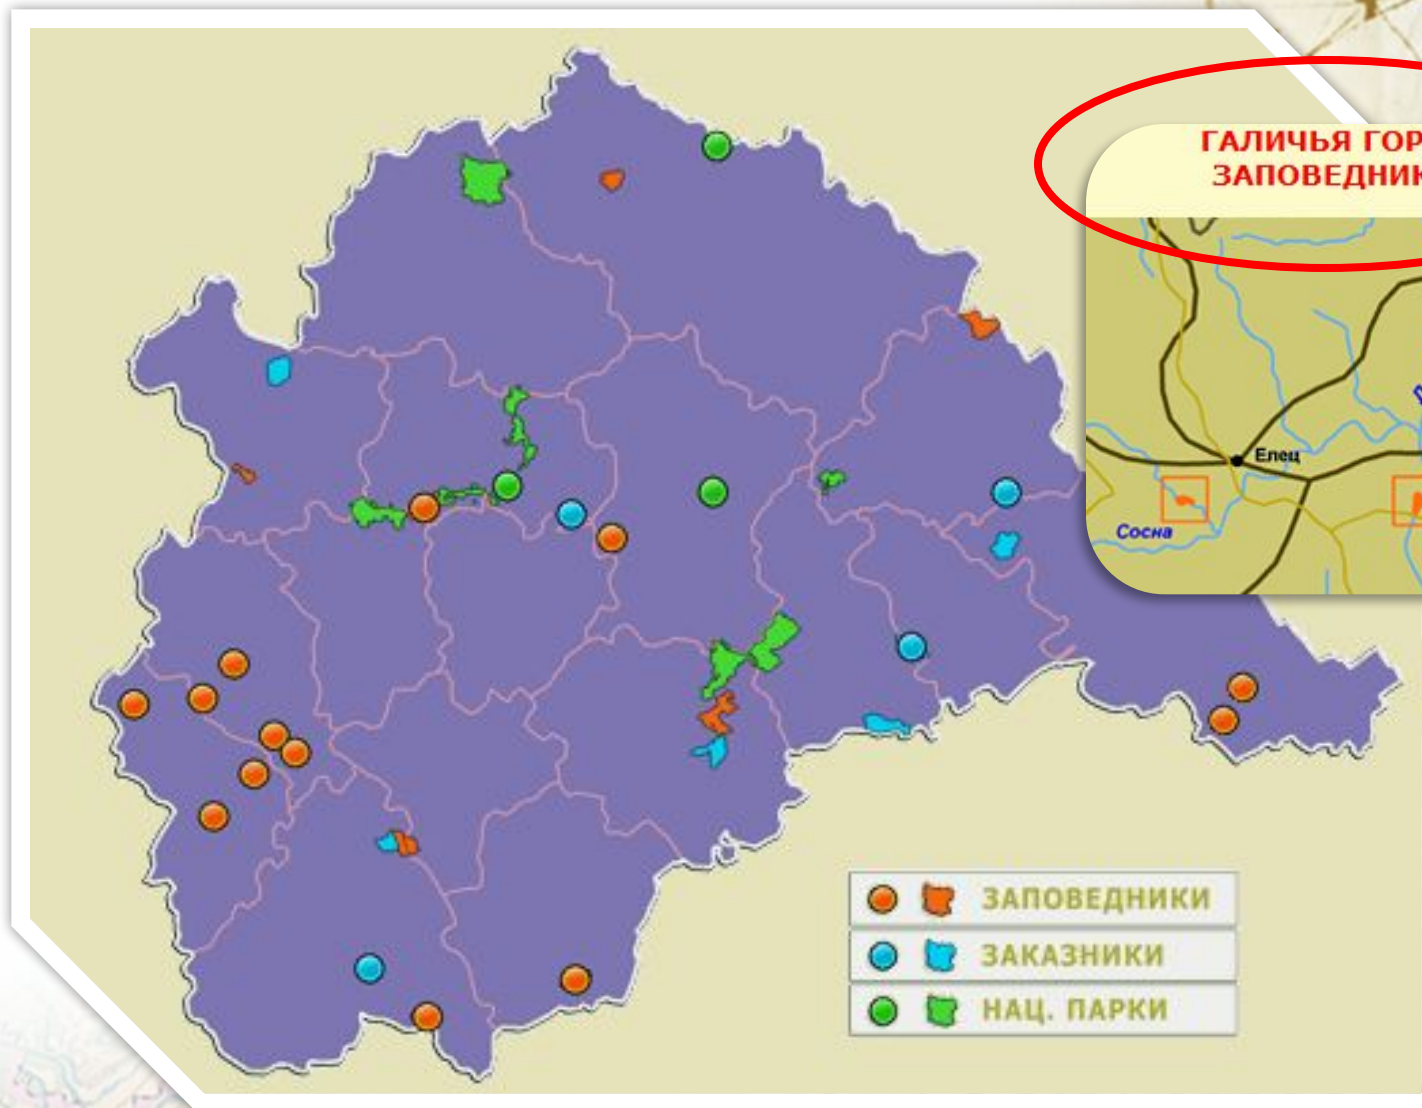 ГАЛИЧЬЯ ГОР
ЗАПОВЕДНИК
Елец
Сосна
ЗАПОВЕДНИКИ
ЗАКАЗНИКИ
НАЦ. ПАРКИ